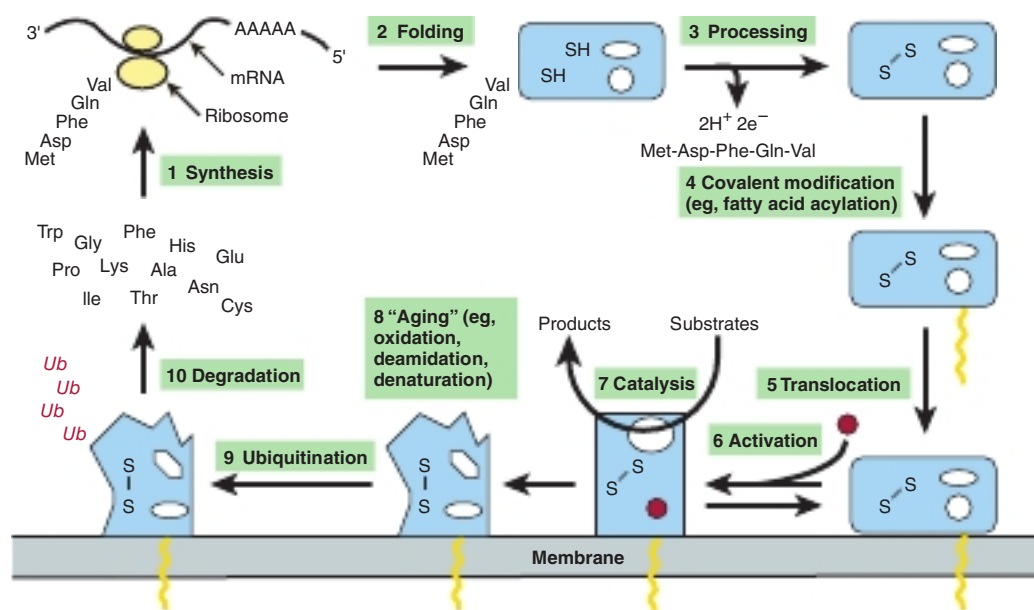 3'
AAAAA
5'
mRNA
Ribosome
Val
Gln
Phe
Asp
Met
1 Synthesis
2 Folding
Val
Gln
Phe
Asp
Met
SH
SH
3 Processing
2H+ 2e−
Met-Asp-Phe-Gln-Val
S
S
4 Covalent modification
(eg, fatty acid acylation)
S
S
5 Translocation
6 Activation
S
S
Products
Substrates
7 Catalysis
S
S
8 “Aging” (eg,
oxidation,
deamidation,
denaturation)
S
S
9 Ubiquitination
Ub
Ub
Ub
Ub
S
S
10 Degradation
Trp
Gly
Phe
His
Glu
Pro
Lys
Ala
Asn
Ile
Thr
Cys
Membrane